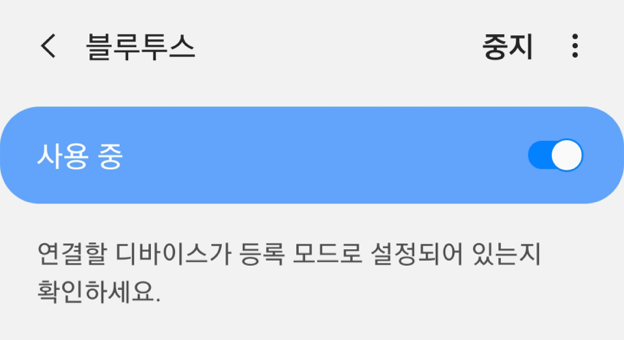 블루투스 중지
사용 중
연결할 디바이스가 등록 모드로 설정되어 있는지
확인하세요.